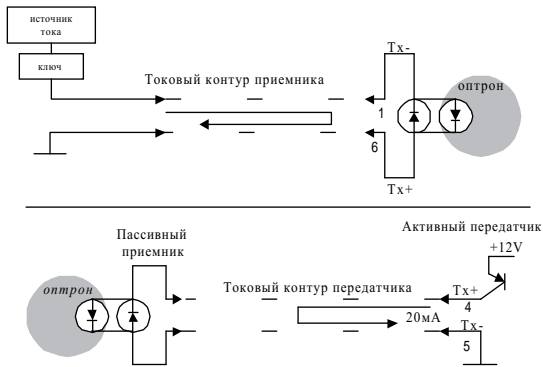 источник
тока
ключ
Токовый контур приемника
Tx-
оптрон
1
6
Tx+
Пассивный
приемник
Активный передатчик
+12V
оптрон
Токовый контур передатчика
Tx+
4
20мА
Tx-
5